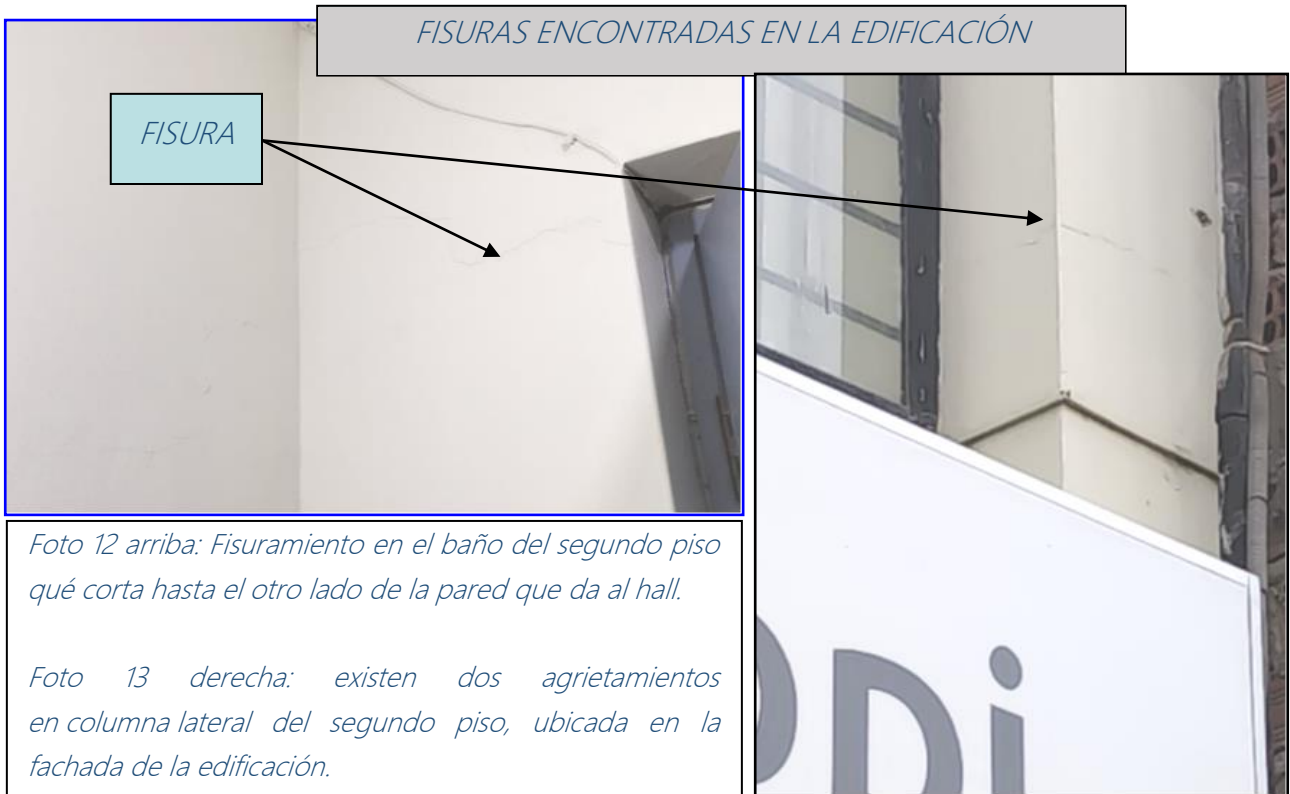 FISURAS ENCONTRADAS EN LA EDIFICACIÓN
FISURA
Foto 12 arriba: Fisuramiento en el baño del segundo piso
qué corta hasta el otro lado de la pared que da al hall.
Foto 13 derecha: existen dos agrietamientos
en columna lateral del segundo piso, ubicada en la
fachada de la edificación.